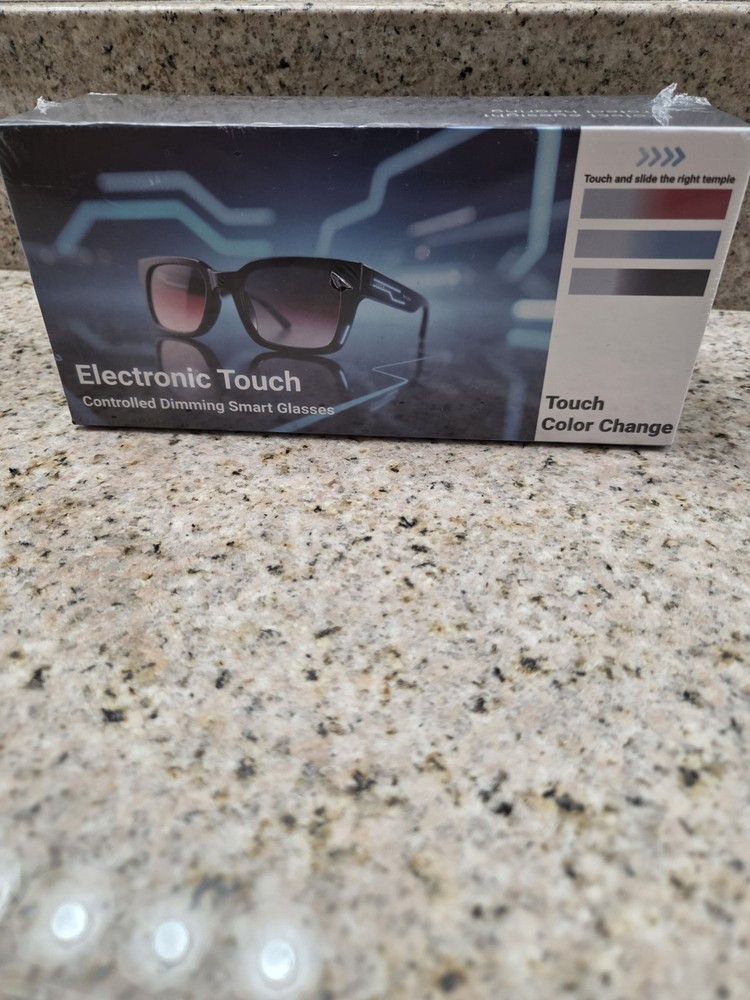 Touch and slide the right temple
Electronic Touch
Controlled Dimming Smart Glasses
Touch
Color Change